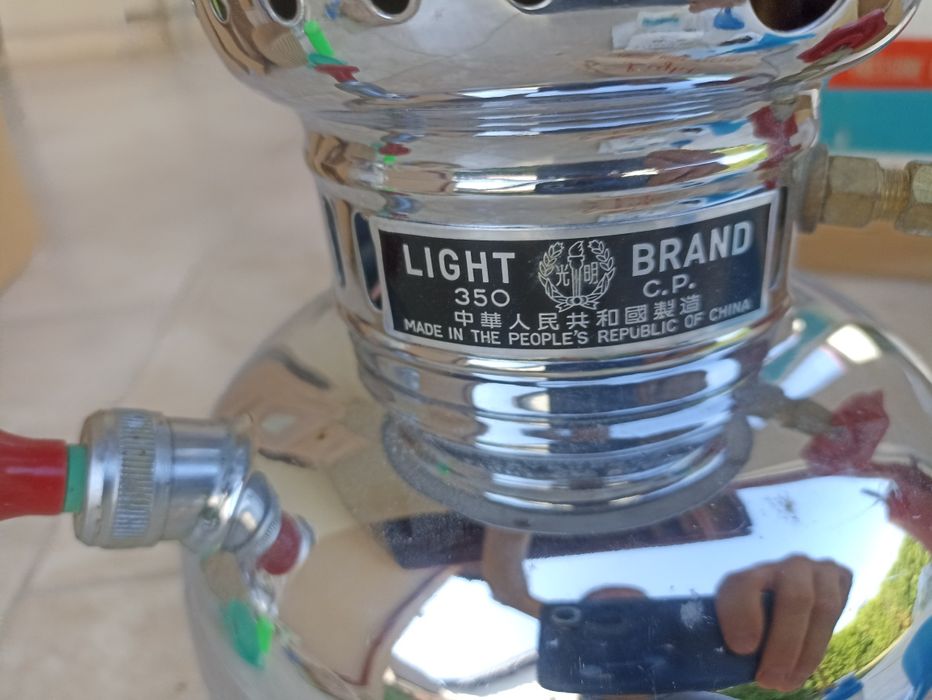 LIGHT 光明 BRAND
350 C.P.
中華人民共和國製造
MADE IN THE PEOPLE'S REPUBLIC OF CHINA